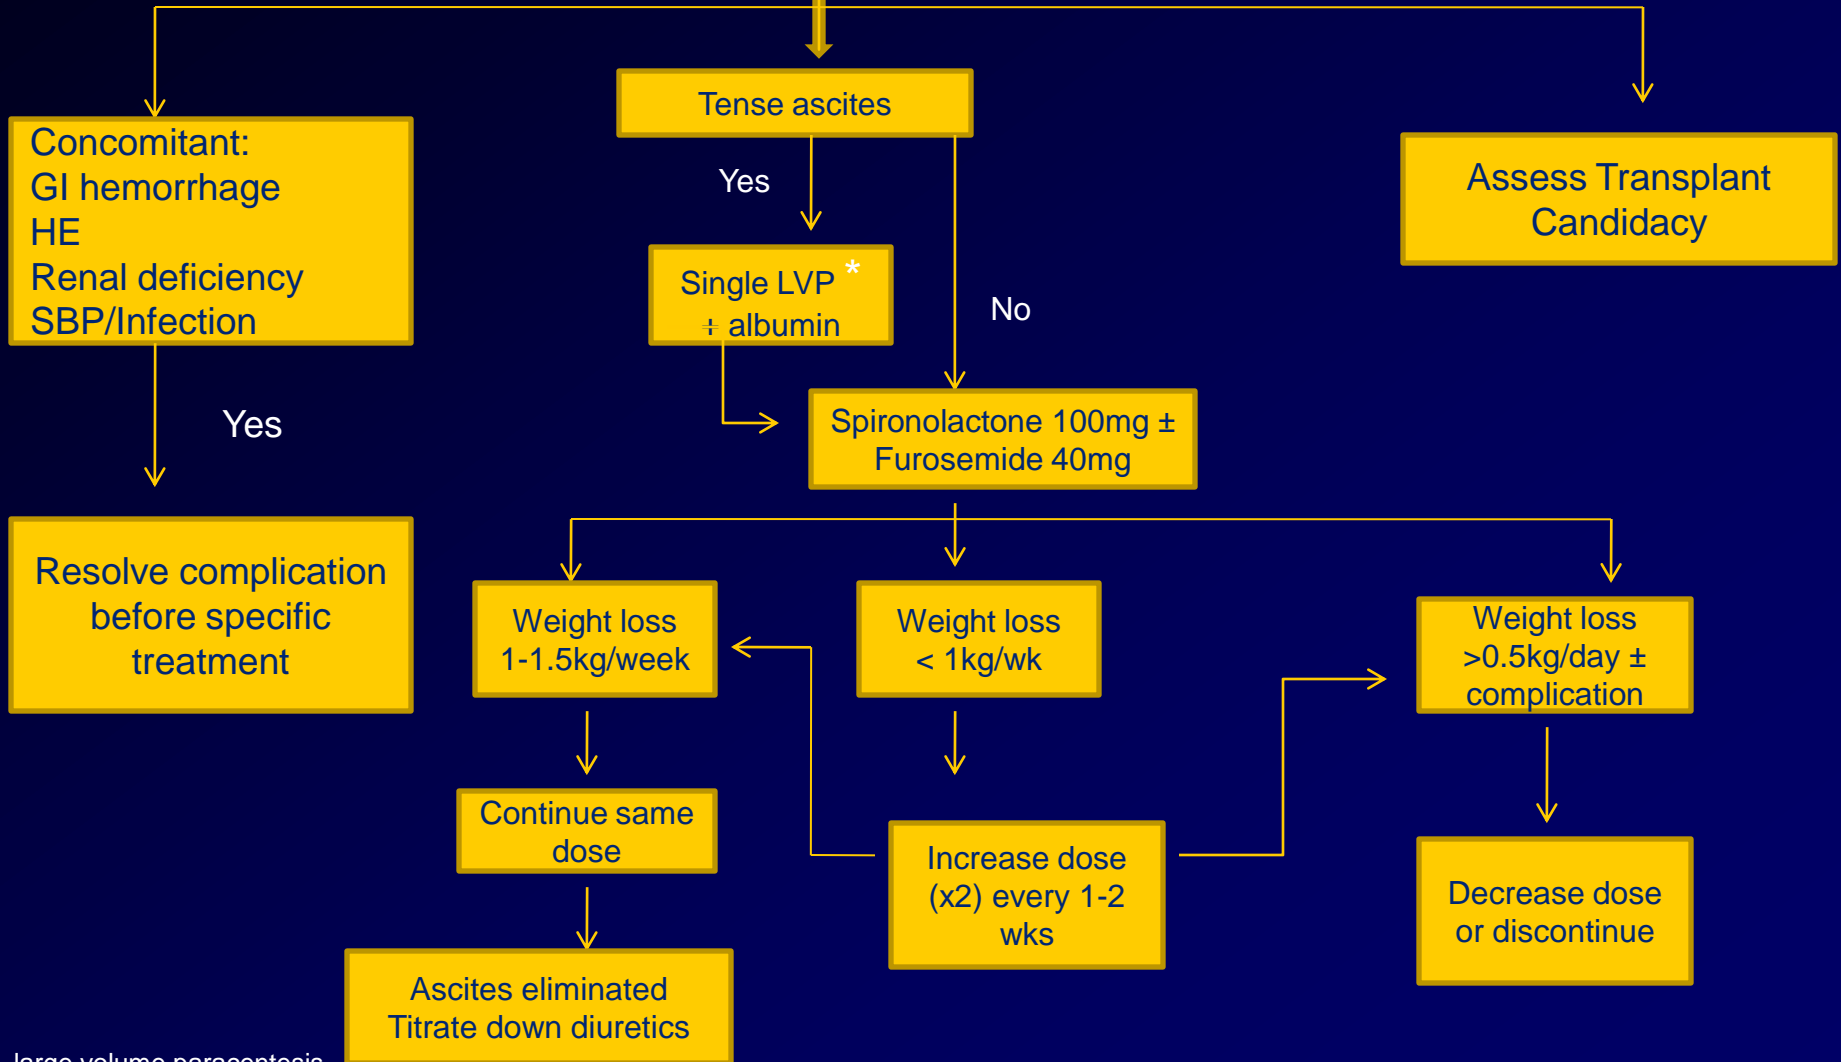 Tense ascites
Concomitant:
GI hemorrhage
HE
Renal deficiency
SBP/Infection
Assess Transplant
Candidacy
Yes
Single LVP *
+ albumin
No
Yes
Spironolactone 100mg ±
Furosemide 40mg
Resolve complication
before specific
treatment
Weight loss
1-1.5kg/week
Weight loss
< 1kg/wk
Weight loss
>0.5kg/day ±
complication
Continue same
dose
Increase dose
(x2) every 1-2
wks
Decrease dose
or discontinue
Ascites eliminated
Titrate down diuretics
large volume paracentesis